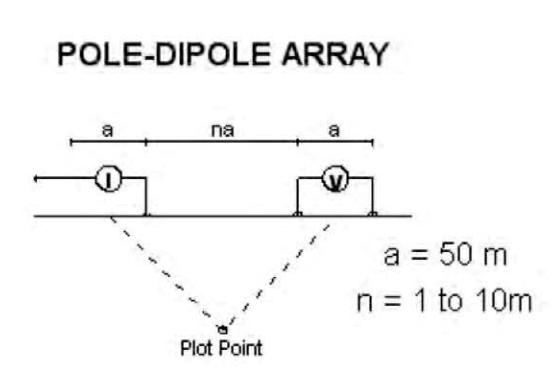 POLE-DIPOLE ARRAY
a na a
I V
a = 50 m
n = 1 to 10m
Plot Point